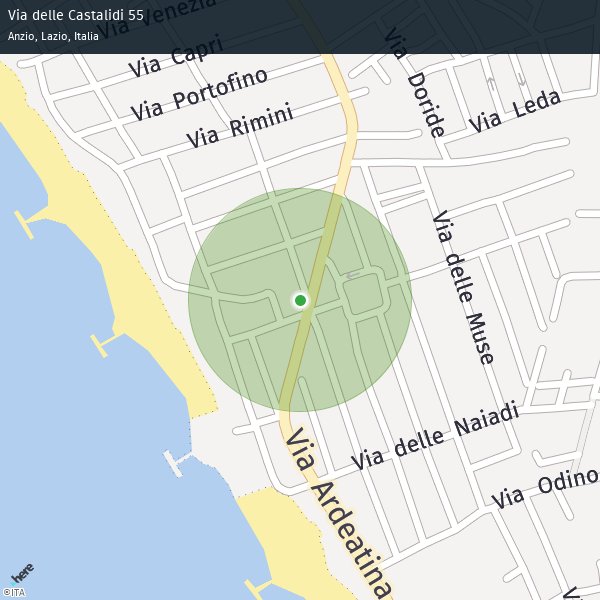 Via delle Castalidi 55
Anzio, Lazio, Italia
Via Venezia
Via Capri
Via Portofino
Via Rimini
Via Doride
Via Leda
Via delle Muse
Via delle Naiadi
Via Ardeatina
Via Odino
V
here
©ITA